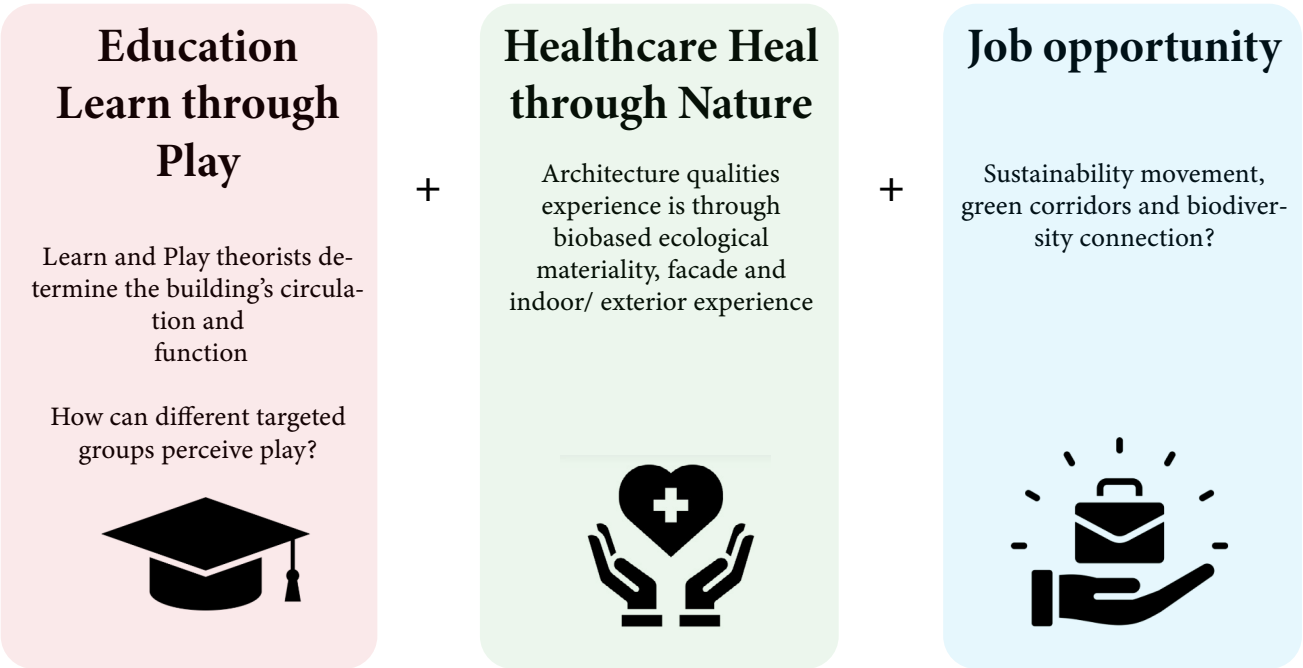 Education
Learn through
Play
Learn and Play theorists de-
termine the building's circula-
tion and
function
How can different targeted
groups perceive play?
+
Healthcare Heal
through Nature
Architecture qualities
experience is through
biobased ecological
materiality, facade and
indoor/ exterior experience
+
Job opportunity
Sustainability movement,
green corridors and biodiver-
sity connection?